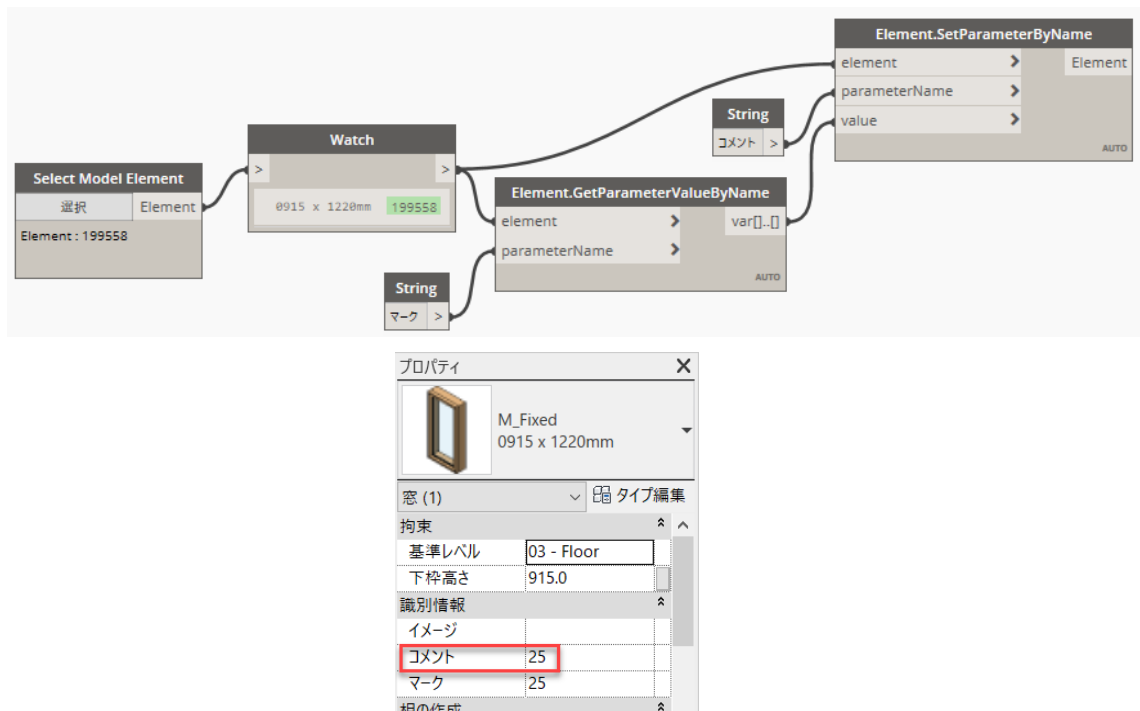 Element.SetParameterByName
element > Element
parameterName >
value >
AUTO
String
コメント >
Watch
> >
0915 x 1220mm 199558
Select Model Element
選択 Element
Element : 199558
Element.GetParameterValueByName
element > var[]..[]
parameterName >
AUTO
String
マーク >
プロパティ
M_Fixed
0915 x 1220mm
窓 (1) タイプ編集
拘束
基準レベル 03 - Floor
下枠高さ 915.0
識別情報
イメージ
コメント 25
マーク 25